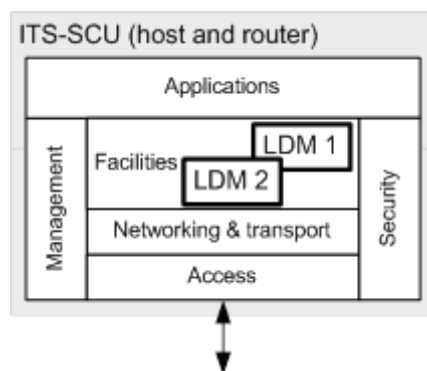 ITS-SCU (host and router)
Applications
Management
Facilities
LDM 1
LDM 2
Networking & transport
Access
Security